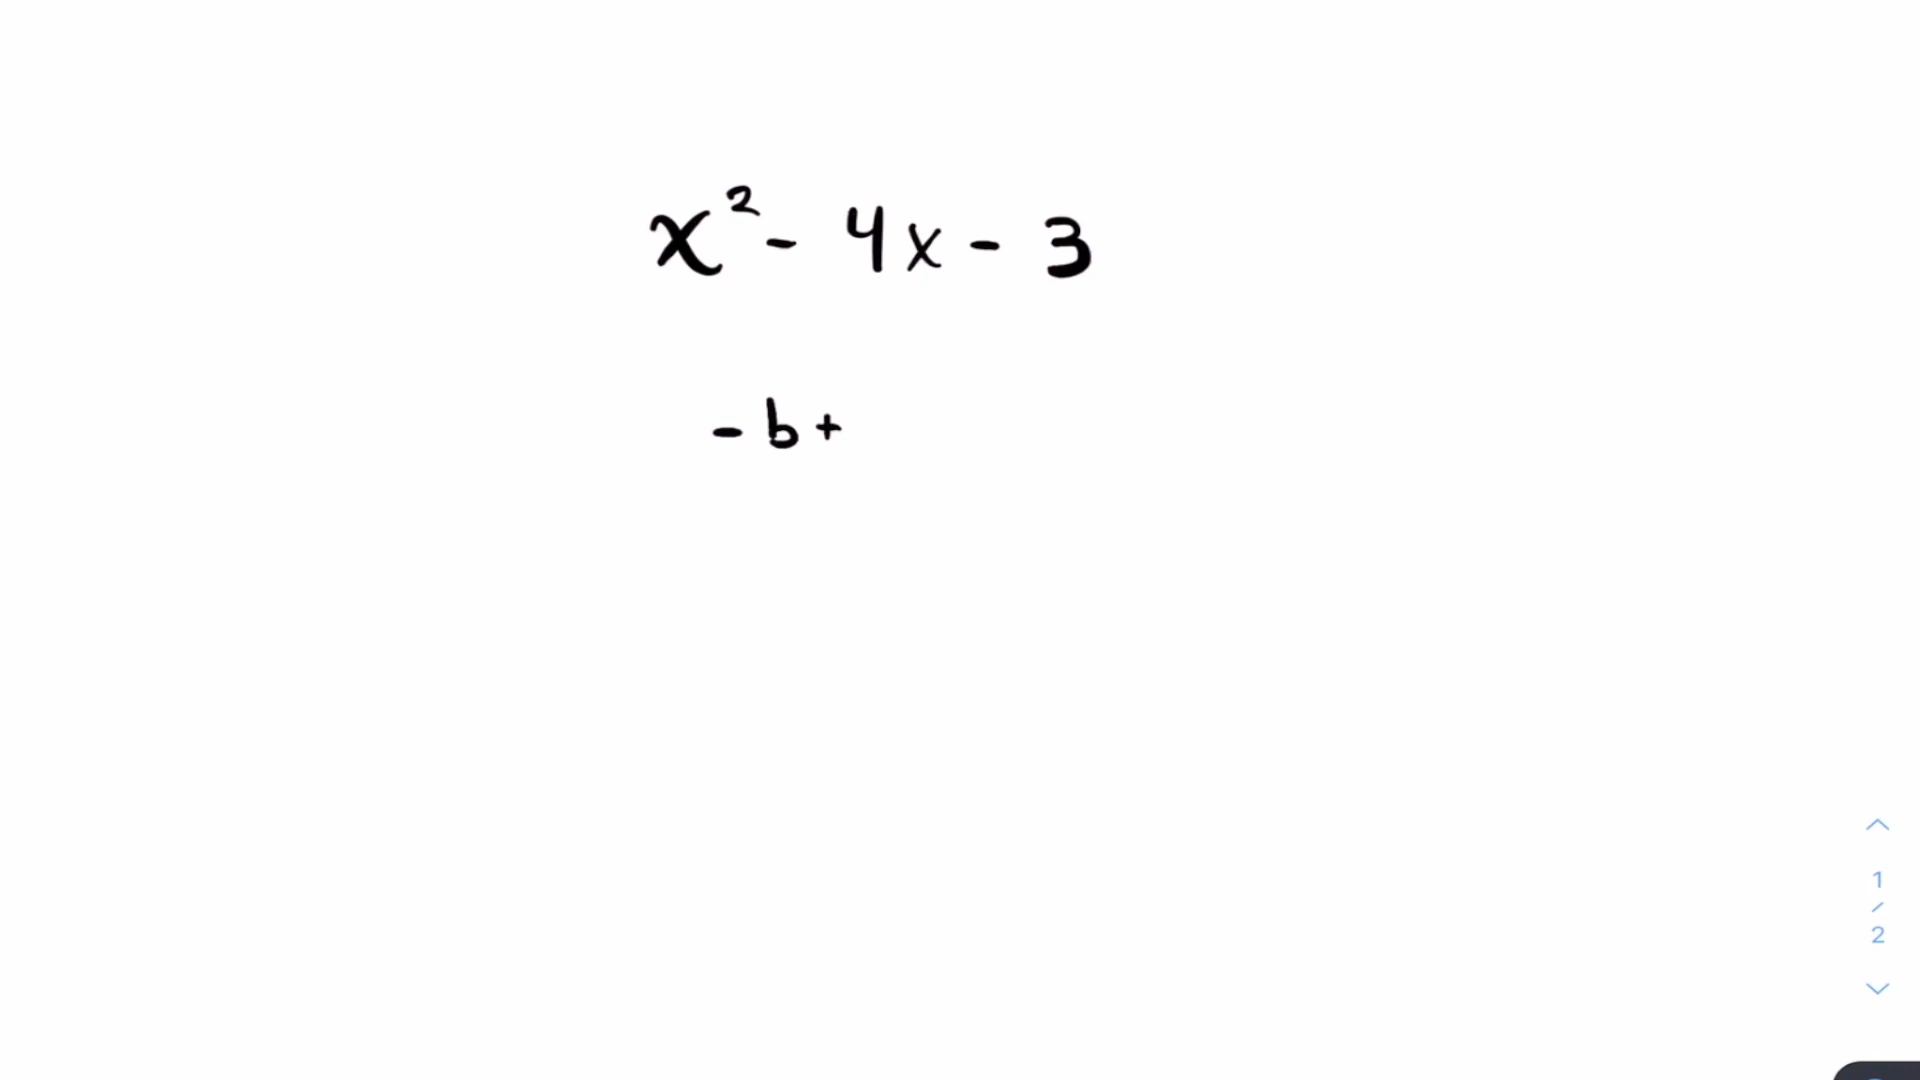 x² - 4x - 3
- b +
1
/
2